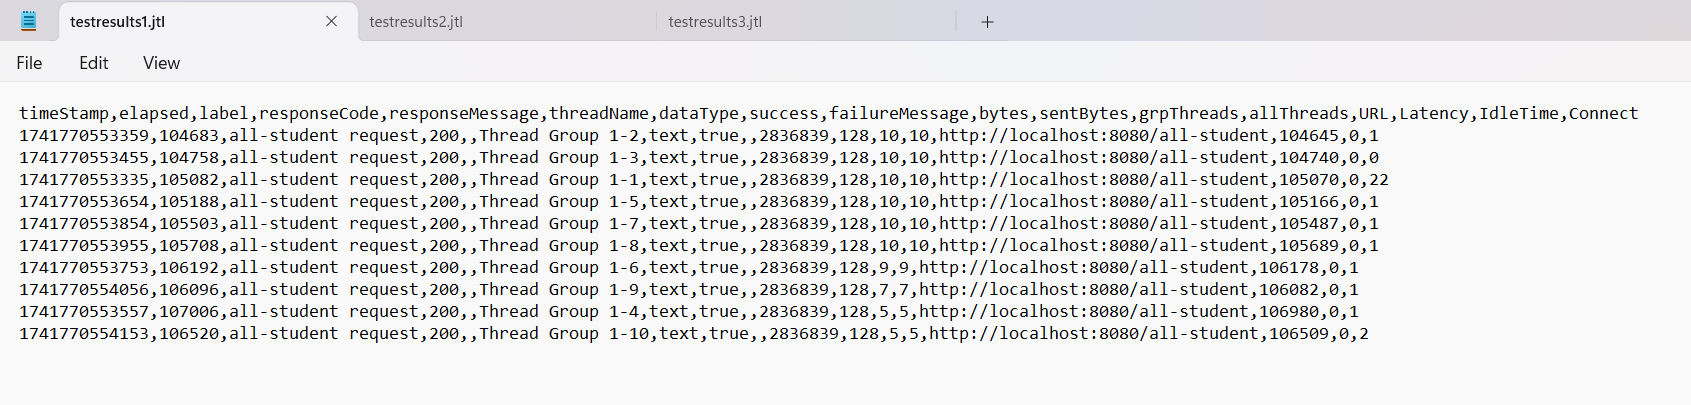 testresults1.jtl
testresults2.jtl
testresults3.jtl
File Edit View
timeStamp,elapsed,label,responseCode,responseMessage,threadName,dataType,success,failureMessage,bytes,sentBytes,grpThreads,allThreads,URL,Latency,IdleTime,Connect
1741770553359,104683,all-student request,200,,Thread Group 1-2,text,true,,2836839,128,10,10,http://localhost:8080/all-student,104645,0,1
1741770553455,104758,all-student request,200,,Thread Group 1-3,text,true,,2836839,128,10,10,http://localhost:8080/all-student,104740,0,0
1741770553335,105082,all-student request,200,,Thread Group 1-1,text,true,,2836839,128,10,10,http://localhost:8080/all-student,105070,0,22
1741770553654,105188,all-student request,200,,Thread Group 1-5,text,true,,2836839,128,10,10,http://localhost:8080/all-student,105166,0,1
1741770553854,105503,all-student request,200,,Thread Group 1-7,text,true,,2836839,128,10,10,http://localhost:8080/all-student,105487,0,1
1741770553955,105708,all-student request,200,,Thread Group 1-8,text,true,,2836839,128,10,10,http://localhost:8080/all-student,105689,0,1
1741770553753,106192,all-student request,200,,Thread Group 1-6,text,true,,2836839,128,9,9,http://localhost:8080/all-student,106178,0,1
1741770554056,106096,all-student request,200,,Thread Group 1-9,text,true,,2836839,128,7,7,http://localhost:8080/all-student,106082,0,1
1741770553557,107006,all-student request,200,,Thread Group 1-4,text,true,,2836839,128,5,5,http://localhost:8080/all-student,106980,0,1
1741770554153,106520,all-student request,200,,Thread Group 1-10,text,true,,2836839,128,5,5,http://localhost:8080/all-student,106509,0,2